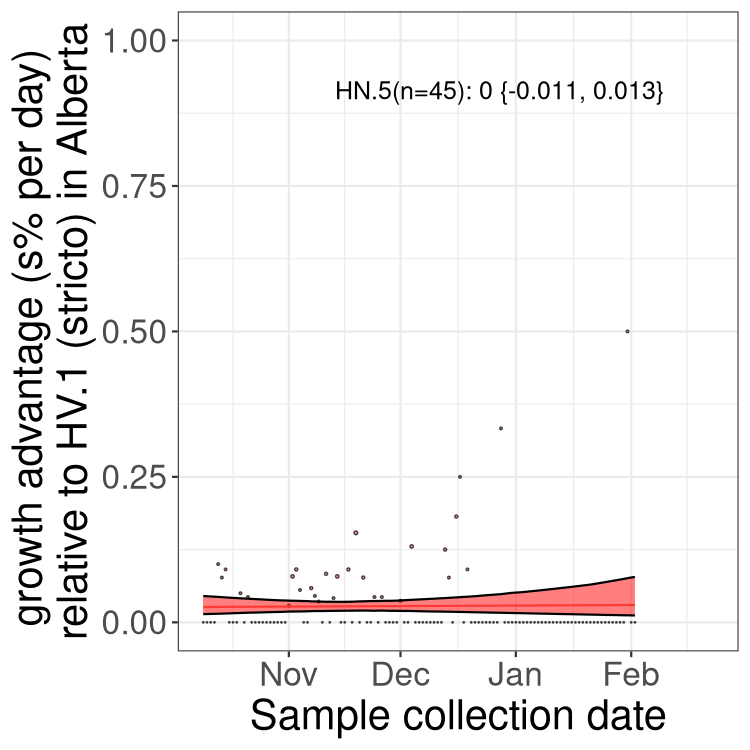 growth advantage (s% per day)
relative to HV.1 (stricto) in Alberta
1.00
0.75
0.50
0.25
0.00
HN.5(n=45): 0 {-0.011, 0.013}
Nov Dec Jan Feb
Sample collection date